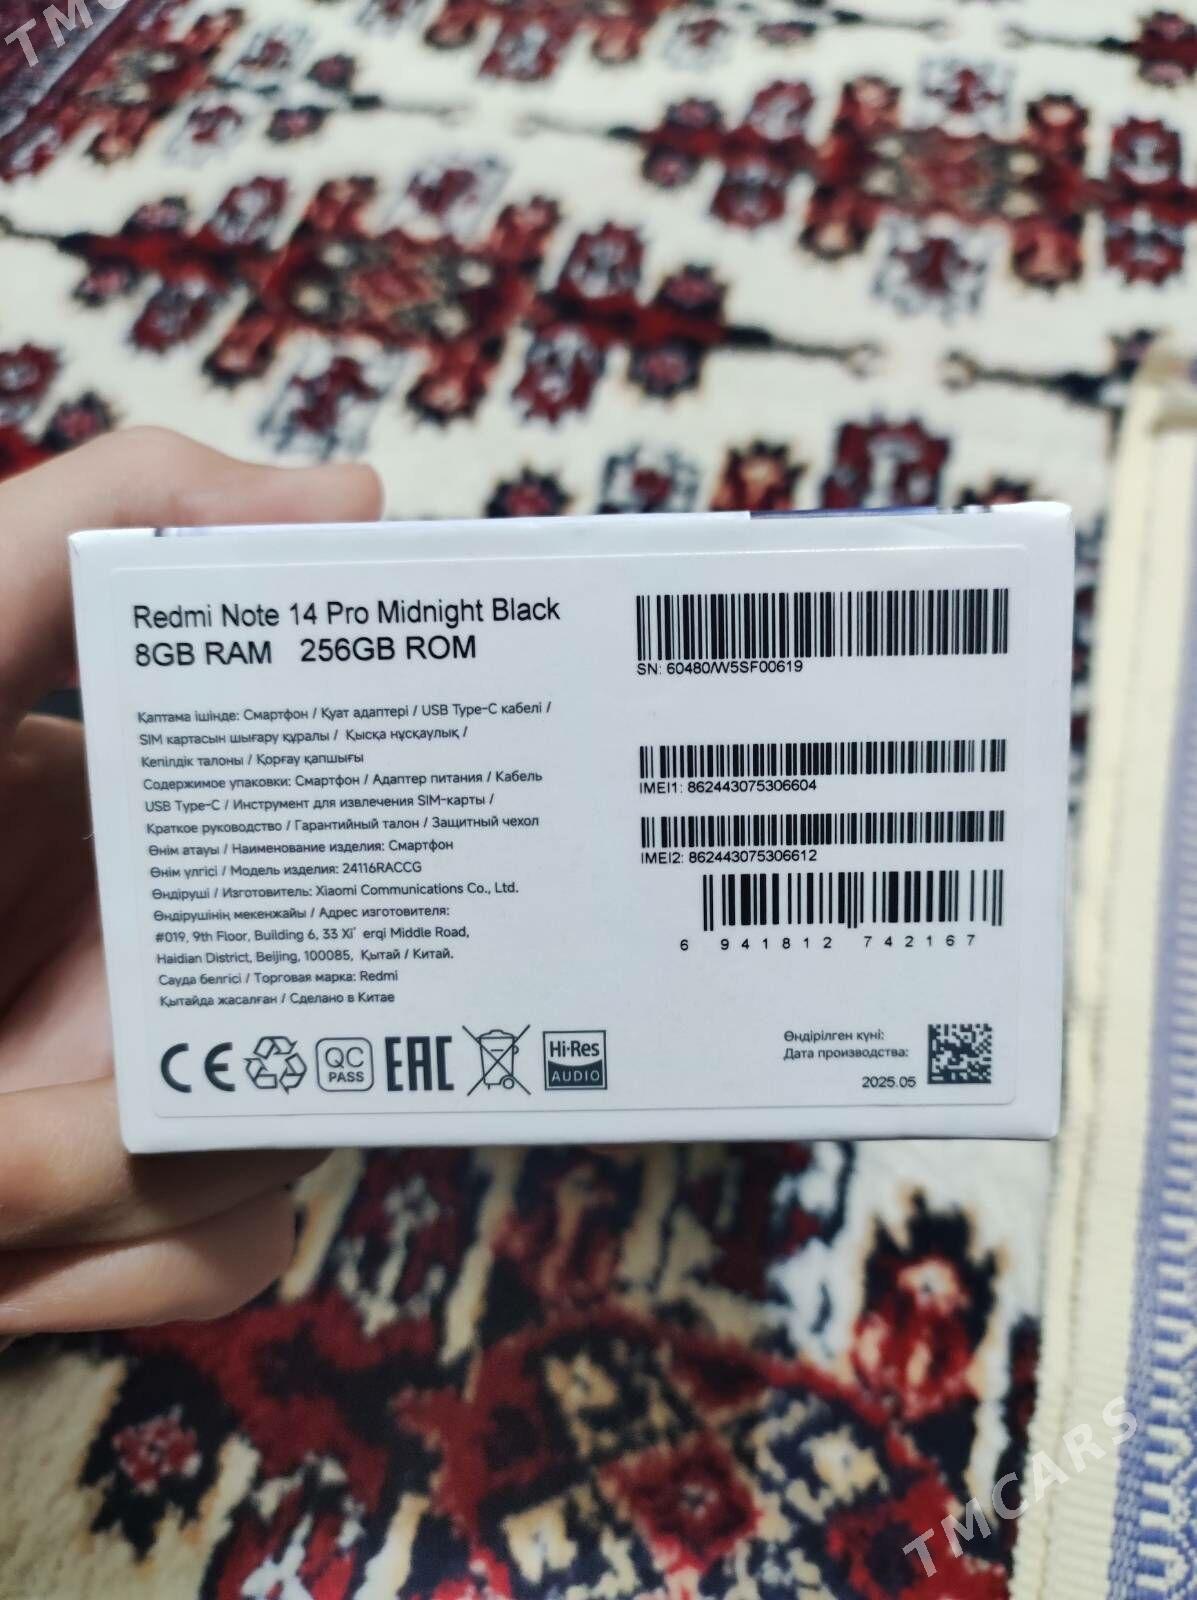 TMC
Redmi Note 14 Pro Midnight Black
8GB RAM 256GB ROM
Қаптама ішінде: Смартфон / Қуат адаптері / USB Type-C кабелі /
SIM картасын шығару құралы / Қысқа нұсқаулық /
Кепілдік талоны / Қорғау қапшығы
Содержимое упаковки: Смартфон / Адаптер питания / Кабель
USB Type-C / Инструмент для извлечения SIM-карты /
Краткое руководство / Гарантийный талон / Защитный чехол
Өнім атауы / Наименование изделия: Смартфон
Өнім үлгісі / Модель изделия: 24116RACCG
Өндіруші / Изготовитель: Xiaomi Communications Co., Ltd.
Өндірушінің мекенжайы / Адрес изготовителя:
#019, 9th Floor, Building 6, 33 Xi' erqi Middle Road,
Haidian District, Beijing, 100085, Қытай / Китай.
Сауда белгісі / Торговая марка: Redmi
Қытайда жасалған / Сделано в Китае
SN: 60480/W5SF00619
IMEI1: 862443075306604
IMEI2: 862443075306612
6 941812 742167
CE
QC
PASS
EAC
Hi-Res
AUDIO
Өндірілген күні:
Дата производства:
2025.05
TMCARS